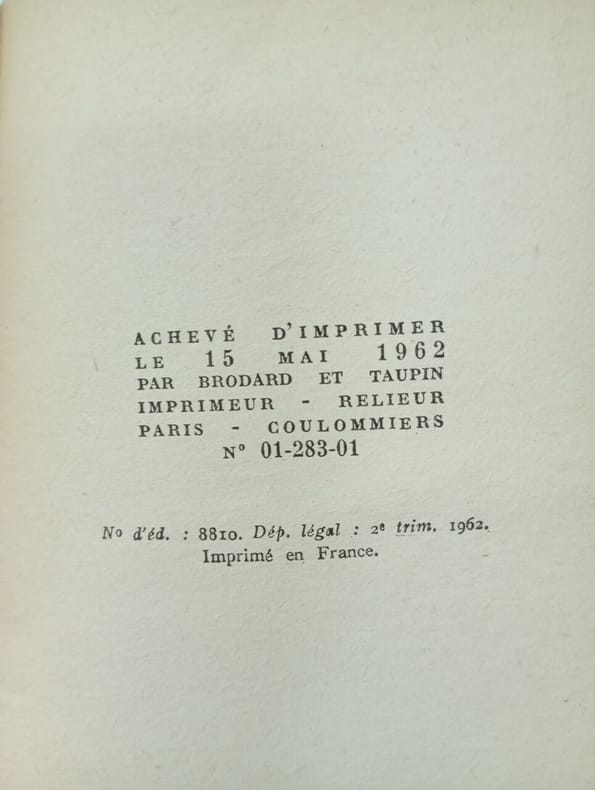 ACHEVÉ D'IMPRIMER
LE 15 MAI 1962
PAR BRODARD ET TAUPIN
IMPRIMEUR - RELIEUR
PARIS - COULOMMIERS
Nº 01-283-01
Nº d'éd. : 8810. Dép. légal : 2e trim. 1962.
Imprimé en France.